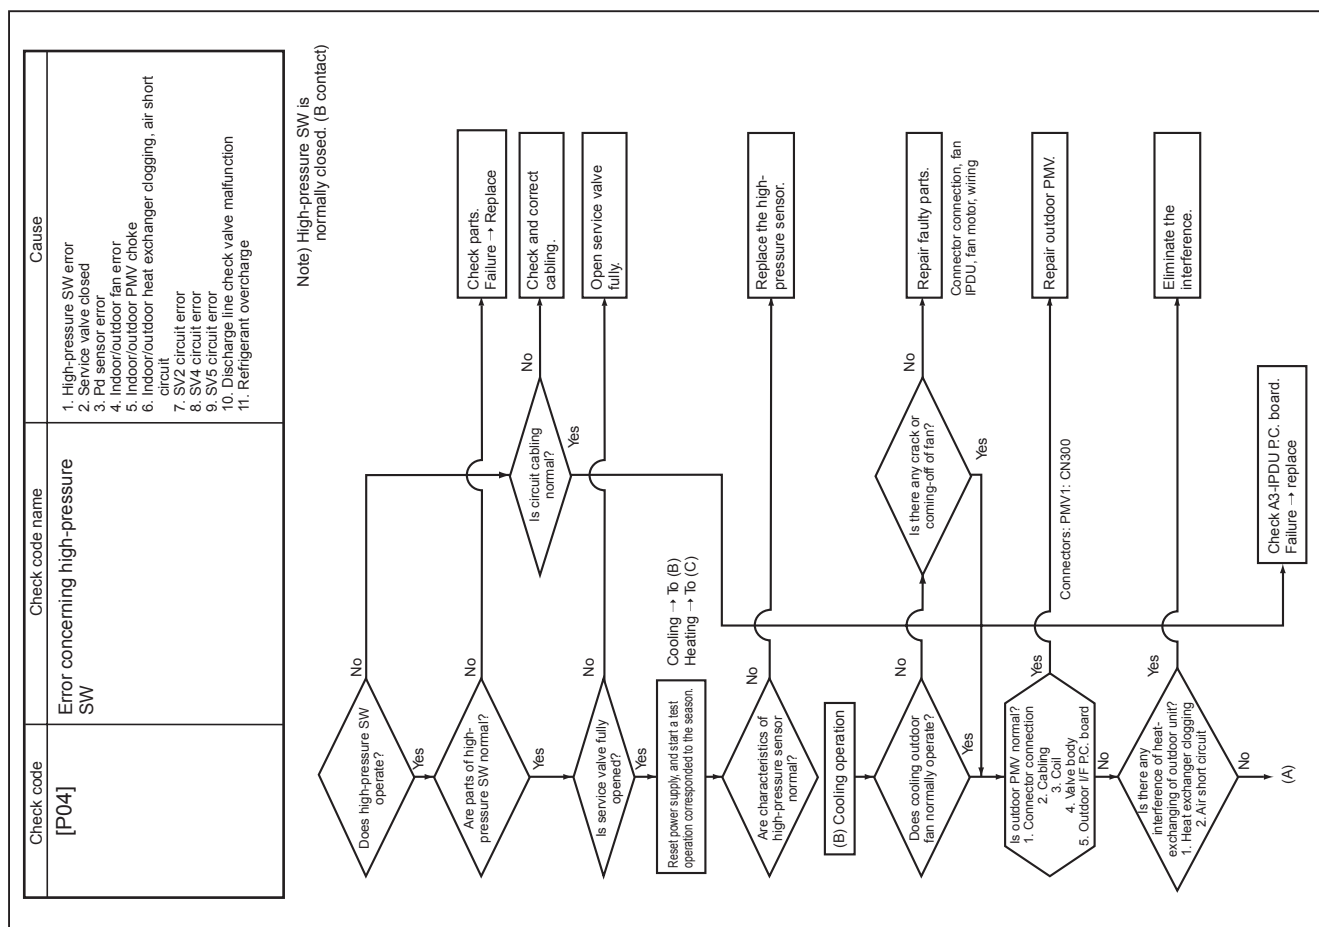 Check code
Check code name
Cause
[P04]
Error concerning high-pressure
SW
1. High-pressure SW error
2. Service valve closed
3. Pd sensor error
4. Indoor/outdoor fan error
5. Indoor/outdoor PMV choke
6. Indoor/outdoor heat exchanger clogging, air short
circuit
7. SV2 circuit error
8. SV4 circuit error
9. SV5 circuit error
10. Discharge line check valve malfunction
11. Refrigerant overcharge
Note) High-pressure SW is
normally closed. (B contact)
Does high-pressure SW
operate?
No
Yes
Are parts of high-
pressure SW normal?
No
Check parts.
Failure → Replace
Yes
Is circuit cabling
normal?
No
Check and correct
cabling.
Yes
Is service valve fully
opened?
No
Open service valve
fully.
Yes
Reset power supply, and start a test
operation corresponded to the season.
Cooling → To (B)
Heating → To (C)
Are characteristics of
high-pressure sensor
normal?
No
Replace the high-
pressure sensor.
(B) Cooling operation
Does cooling outdoor
fan normally operate?
No
Yes
Is there any crack or
coming-off of fan?
No
Yes
Repair faulty parts.
Connector connection, fan
IPDU, fan motor, wiring
Is outdoor PMV normal?
1. Connector connection
2. Cabling
3. Coil
4. Valve body
5. Outdoor I/F P.C. board
Yes
No
Connectors: PMV1: CN300
Repair outdoor PMV.
Is there any
interference of heat-
exchanging of outdoor unit?
1. Heat exchanger clogging
2. Air short circuit
Yes
No
Eliminate the
interference.
(A)
Check A3-IPDU P.C. board.
Failure → replace